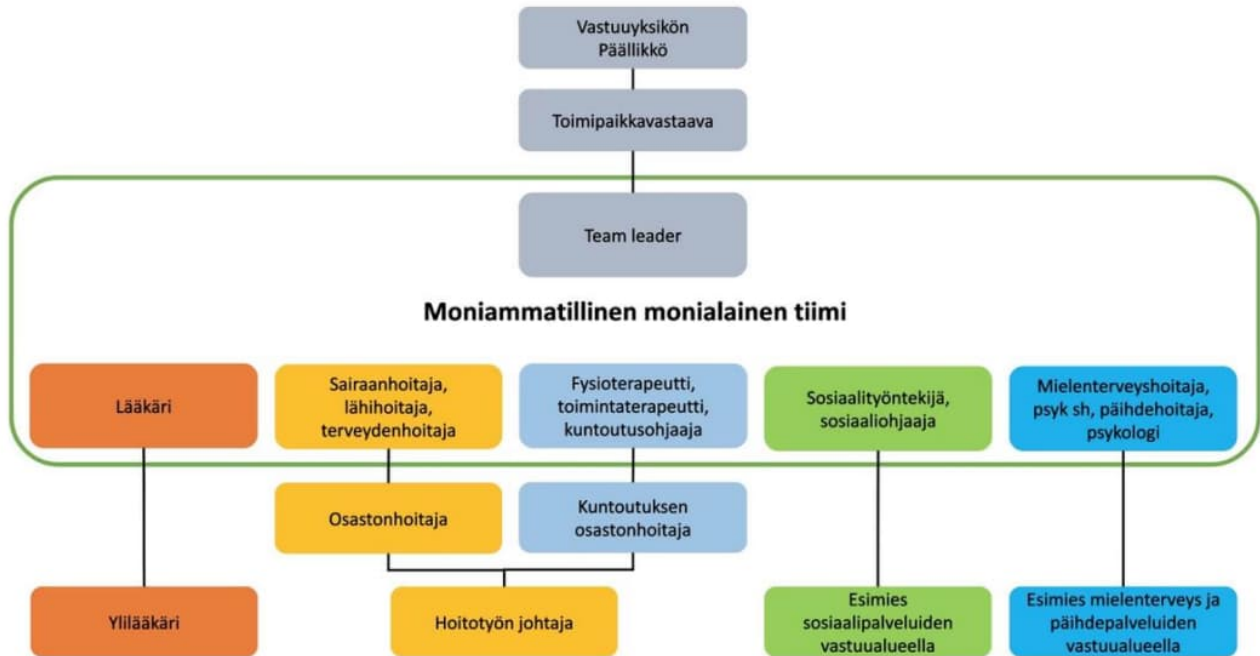 Vastuuyksikön
Päällikkö
Toimipaikkavastaava
Team leader
Moniammatillinen monialainen tiimi
Lääkäri
Sairaanhoitaja,
lähihoitaja,
terveydenhoitaja
Fysioterapeutti,
toimintaterapeutti,
kuntoutusohjaaja
Sosiaalityöntekijä,
sosiaaliohjaaja
Mielenterveyshoitaja,
psyk sh, päihdehoitaja,
psykologi
Osastonhoitaja
Kuntoutuksen
osastonhoitaja
Ylilääkäri
Hoitotyön johtaja
Esimies
sosiaalipalveluiden
vastuualueella
Esimies mielenterveys ja
päihdepalveluiden
vastuualueella